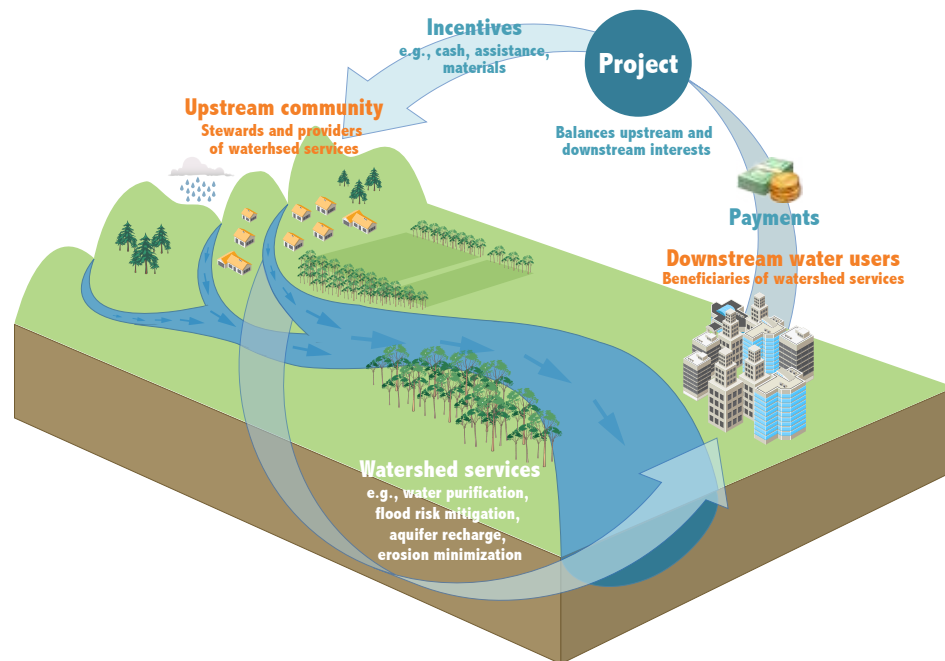 Incentives
e.g., cash, assistance,
materials
Project
Balances upstream and
downstream interests
Upstream community
Stewards and providers
of waterhsed services
Payments
Downstream water users
Beneficiaries of watershed services
Watershed services
e.g., water purification,
flood risk mitigation,
aquifer recharge,
erosion minimization